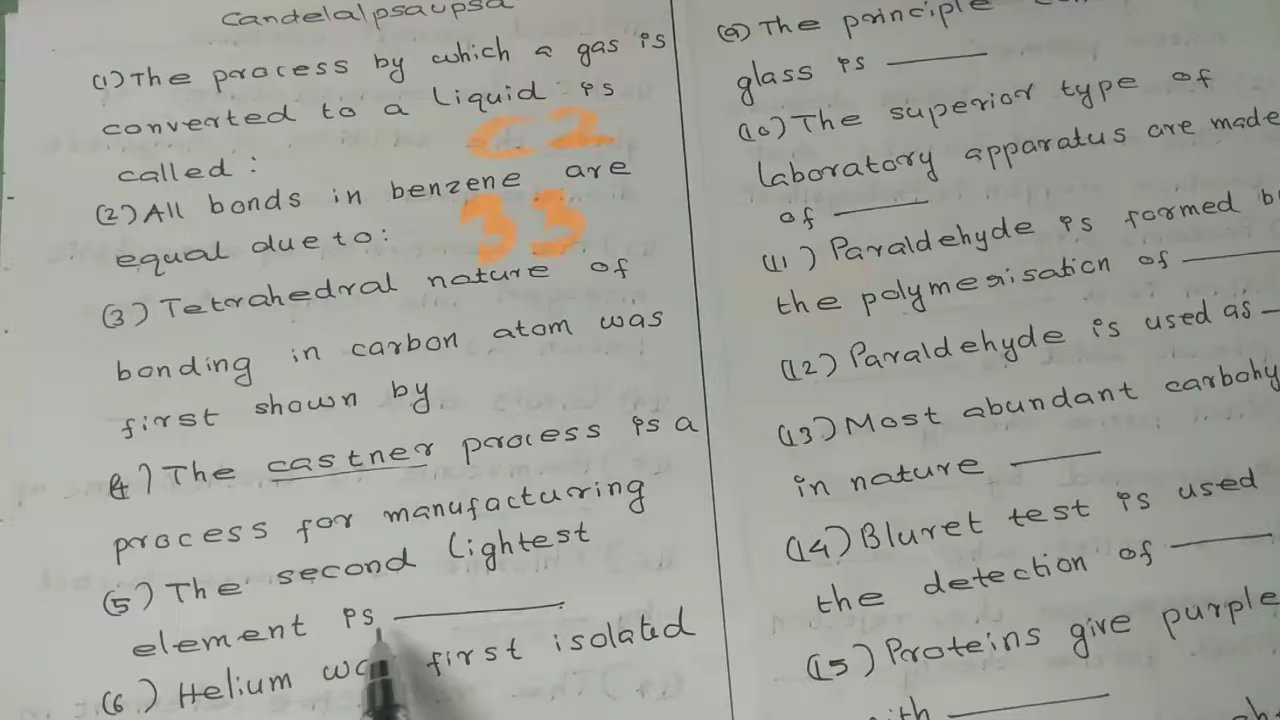 candelalpsaupsa
(1) The process by which a gas is
converted to a liquid is
called :
(2) All bonds in benzene are
equal due to:
(3) Tetrahedral nature of
bonding in carbon atom was
first shown by
(4) The castner process is a
process for manufacturing
(5) The second lightest
element is
(6) Helium was first isolated
C2
33
(9) The principle
glass is
(10) The superior type of
laboratory apparatus are made
of
(11) Paraldehyde is formed b
the polymerisation of
(12) Paraldehyde is used as
(13) Most abundant carbohy
in nature
(14) Bluret test is used
the detection of
(15) Proteins give purple